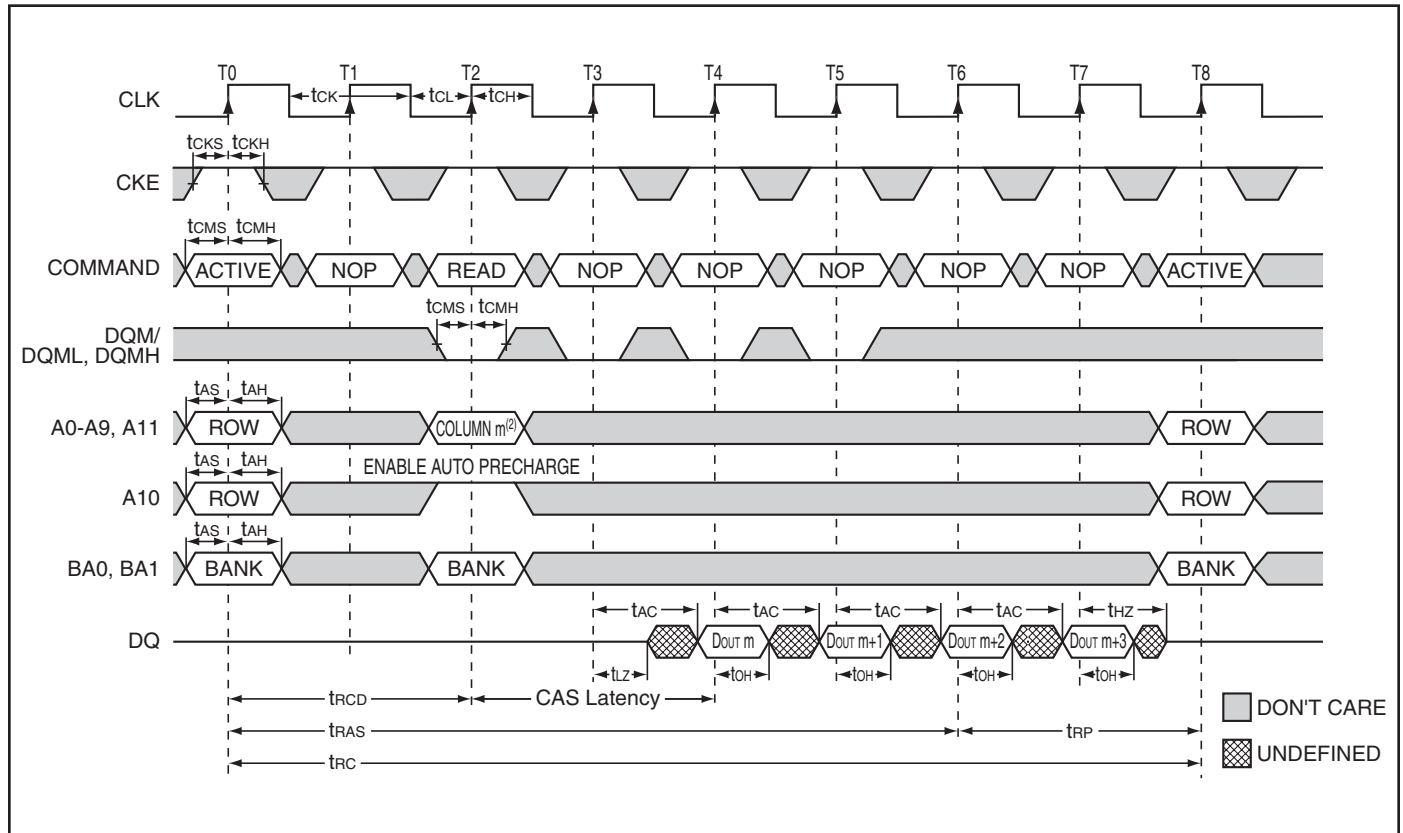 T0 T1 T2 T3 T4 T5 T6 T7 T8
CLK tCK tCL tCH
tCKS tCKH
CKE
tCMS tCMH
COMMAND ACTIVE NOP READ NOP NOP NOP NOP NOP ACTIVE
tCMS tCMH
DQM/
DQML, DQMH
tAS tAH
A0-A9, A11 ROW COLUMN m(2) ROW
tAS tAH ENABLE AUTO PRECHARGE
A10 ROW ROW
tAS tAH
BA0, BA1 BANK BANK BANK
tAC tAC tAC tAC tHZ
DQ DOUT m DOUT m+1 DOUT m+2 DOUT m+3
tLZ tOH tOH tOH tOH
tRCD CAS Latency
DON'T CARE
tRAS tRP
UNDEFINED
tRC